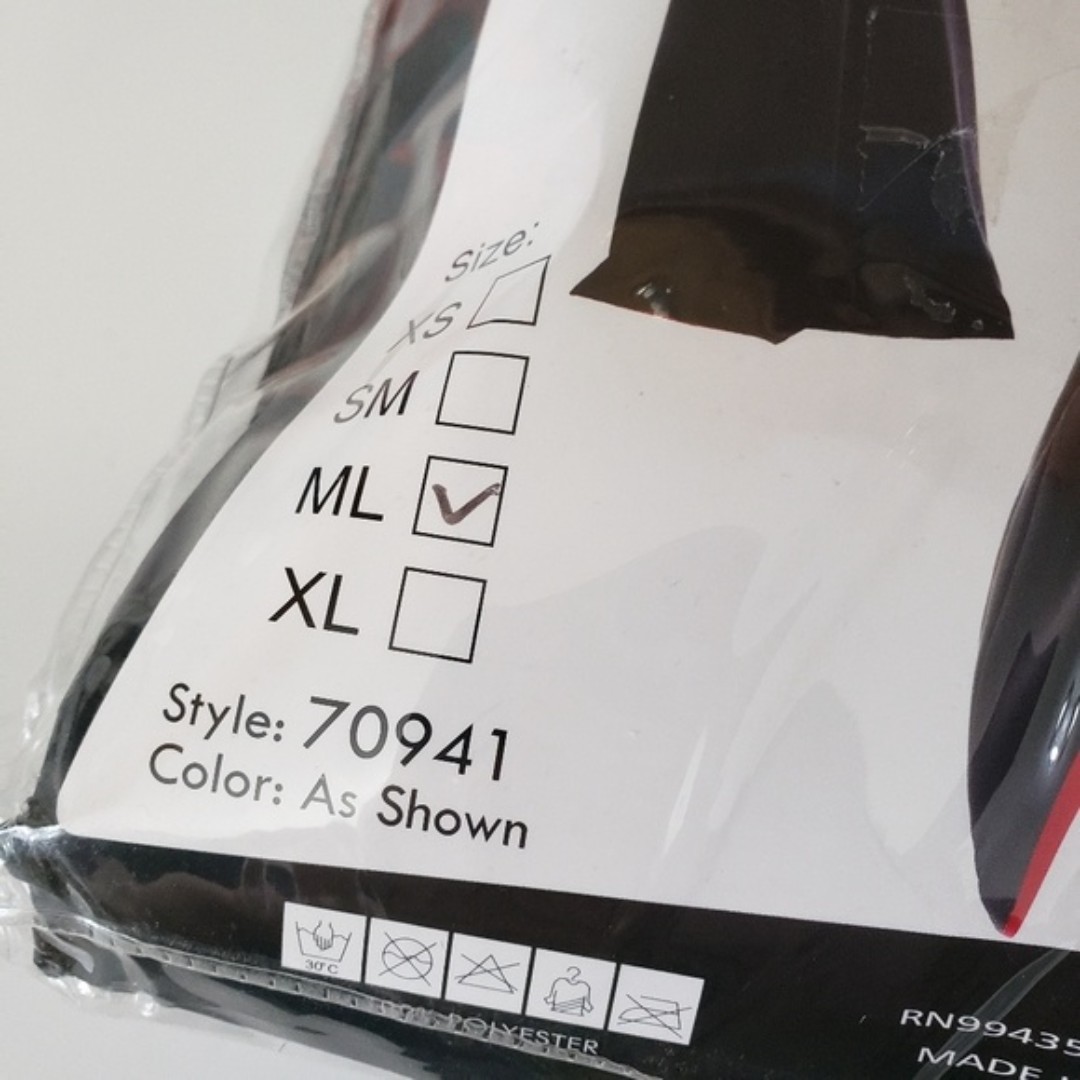 Size:
XS
SM
ML
XL
Style: 70941
Color: As Shown
30°C
POLYESTER
RN99435
MADE